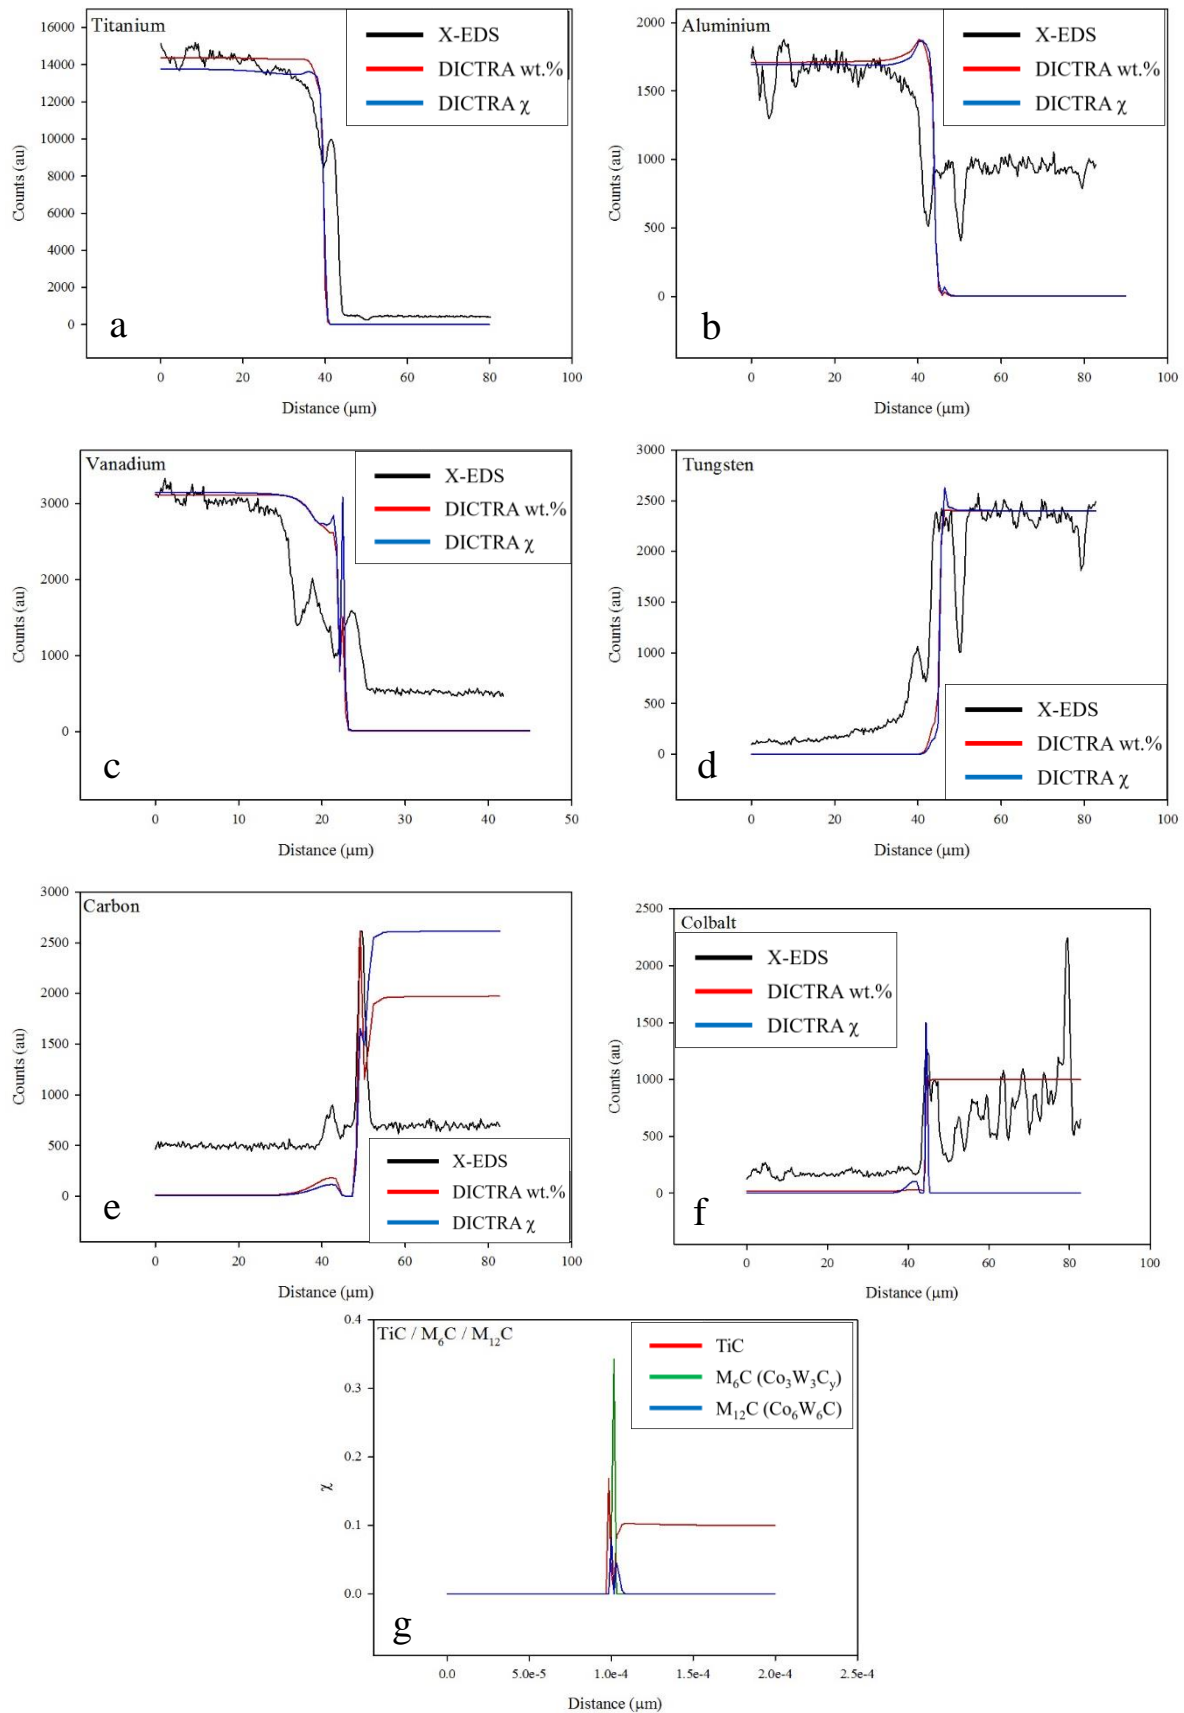 Titanium
X-EDS
DICTRA wt.%
DICTRA χ
16000
14000
12000
10000
8000
6000
4000
2000
0
Counts (au)
a
0 20 40 60 80 100
Distance (μm)
Aluminium
X-EDS
DICTRA wt.%
DICTRA χ
2000
1500
1000
500
0
Counts (au)
b
0 20 40 60 80 100
Distance (μm)
Vanadium
X-EDS
DICTRA wt.%
DICTRA χ
3000
2000
1000
0
Counts (au)
c
0 10 20 30 40 50
Distance (μm)
Tungsten
3000
2500
2000
1500
1000
500
0
Counts (au)
X-EDS
DICTRA wt.%
DICTRA χ
d
0 20 40 60 80 100
Distance (μm)
Carbon
3000
2500
2000
1500
1000
500
0
Counts (au)
X-EDS
DICTRA wt.%
DICTRA χ
e
0 20 40 60 80 100
Distance (μm)
Colbalt
X-EDS
DICTRA wt.%
DICTRA χ
2500
2000
1500
1000
500
0
Counts (au)
f
0 20 40 60 80 100
Distance (μm)
TiC / M₆C / M₁₂C
TiC
M₆C (Co₃W₃Cᵧ)
M₁₂C (Co₆W₆C)
0.4
0.3
0.2
0.1
0.0
χ
g
0.0 5.0e-5 1.0e-4 1.5e-4 2.0e-4 2.5e-4
Distance (μm)